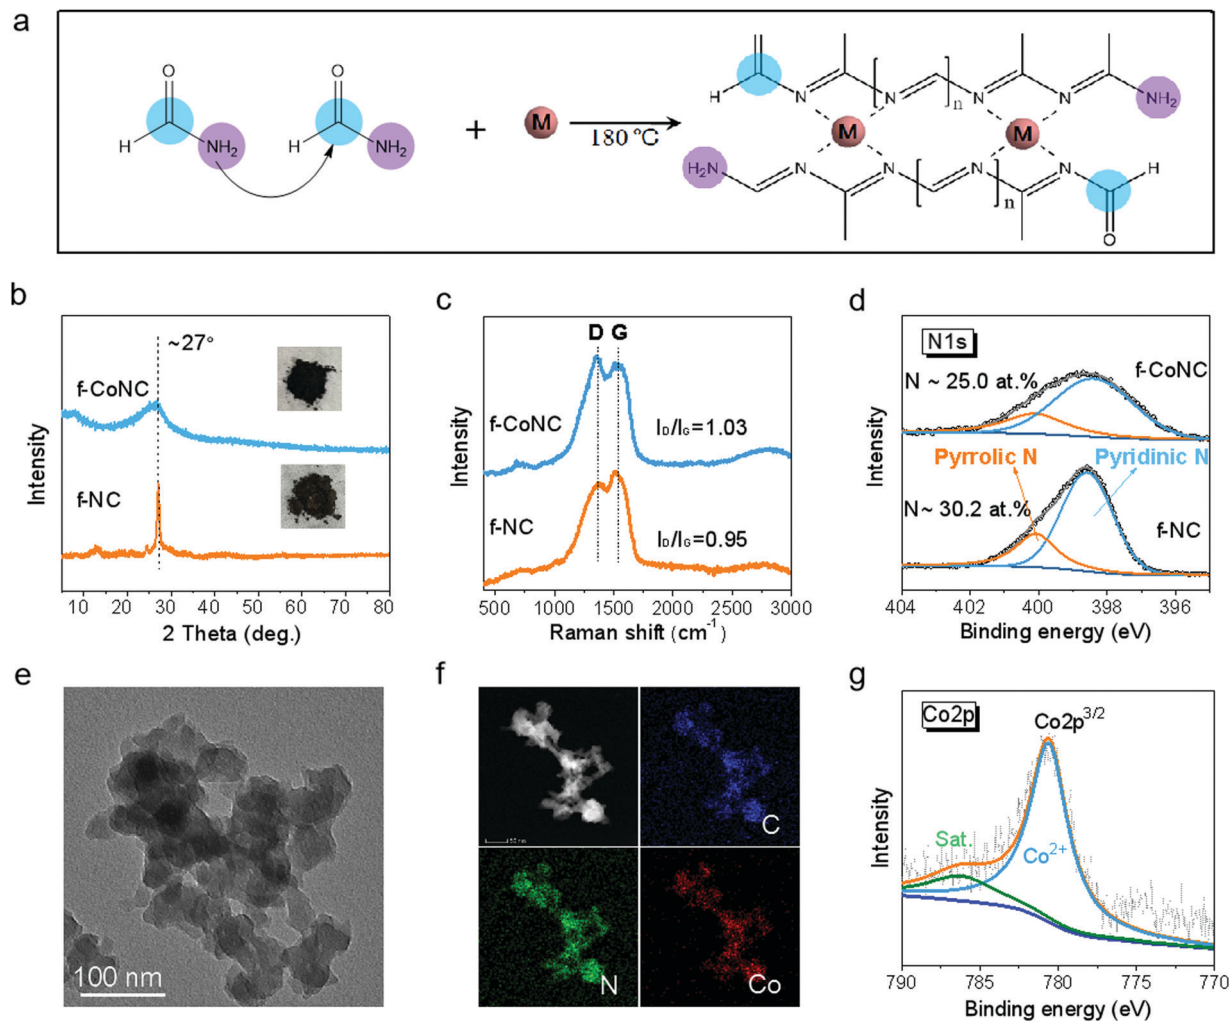 a
O
O
H
NH2
H
NH2
+
M
180 °C
H
N
[
]
n
N
N
N
NH2
M
M
H2N
N
N
[
]
n
N
N
N
H
O
b
~27°
f-CoNC
f-NC
Intensity
10 20 30 40 50 60 70 80
2 Theta (deg.)
c
D G
f-CoNC
ID/IG=1.03
f-NC
ID/IG=0.95
Intensity
500 1000 1500 2000 2500 3000
Raman shift (cm-1)
d
N1s
f-CoNC
N ~ 25.0 at.%
Pyrrolic N
Pyridinic N
N~ 30.2 at.%
f-NC
Intensity
404 402 400 398 396
Binding energy (eV)
e
100 nm
f
50 nm
C
N
Co
g
Co2p
Co2p3/2
Sat.
Co2+
Intensity
790 785 780 775 770
Binding energy (eV)